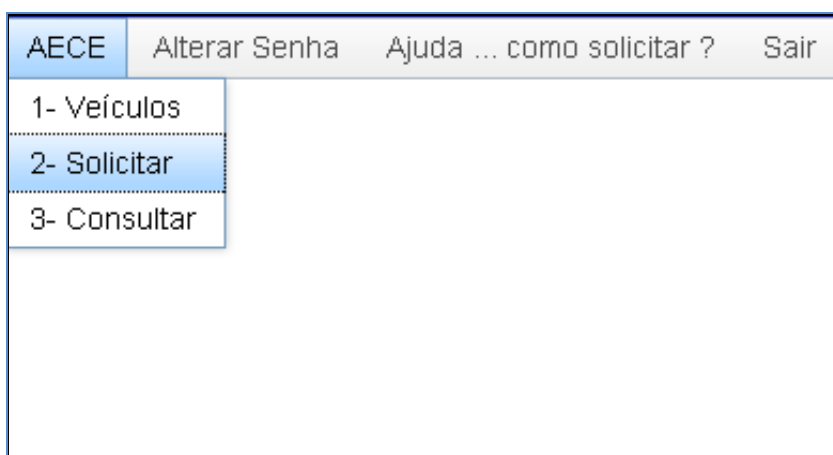 AECE Alterar Senha Ajuda ... como solicitar ? Sair
1- Veículos
2- Solicitar
3- Consultar